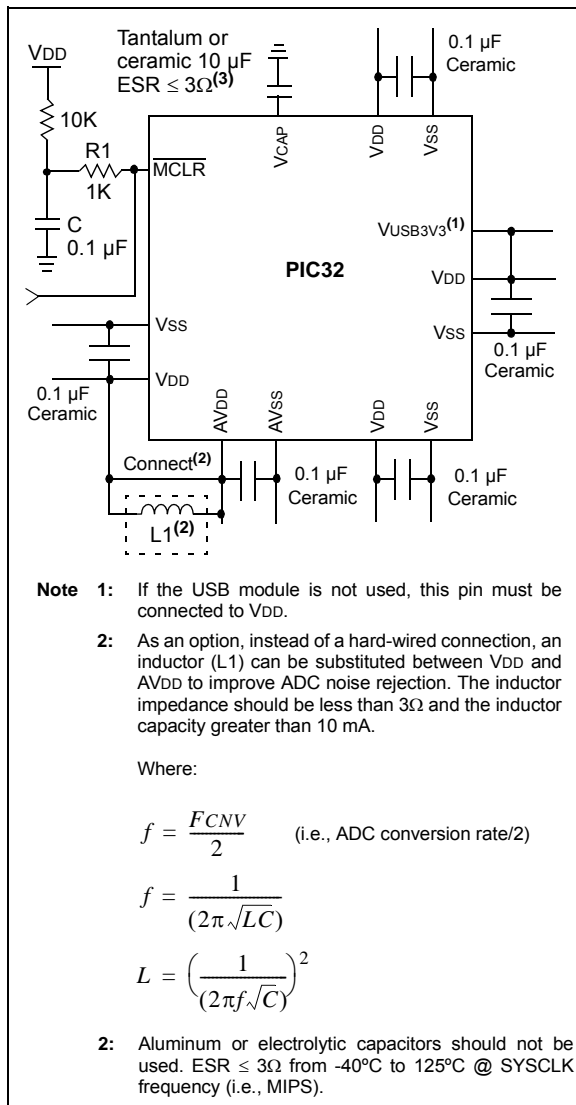 VDD
Tantalum or
ceramic 10 µF
ESR ≤ 3Ω(3)
0.1 µF
Ceramic
10K
R1
1K
MCLR
VCAP
VDD
VSS
C
0.1 µF
VUSB3V3(1)
PIC32
VDD
VSS
VSS
VDD
0.1 µF
Ceramic
0.1 µF
Ceramic
AVDD
AVSS
VDD
VSS
Connect(2)
0.1 µF
Ceramic
0.1 µF
Ceramic
L1(2)
Note 1: If the USB module is not used, this pin must be
connected to VDD.
2: As an option, instead of a hard-wired connection, an
inductor (L1) can be substituted between VDD and
AVDD to improve ADC noise rejection. The inductor
impedance should be less than 3Ω and the inductor
capacity greater than 10 mA.
Where:
f = FCNV / 2 (i.e., ADC conversion rate/2)
f = 1 / (2π√LC)
L = (1 / (2πf√C))²
2: Aluminum or electrolytic capacitors should not be
used. ESR ≤ 3Ω from -40ºC to 125ºC @ SYSCLK
frequency (i.e., MIPS).